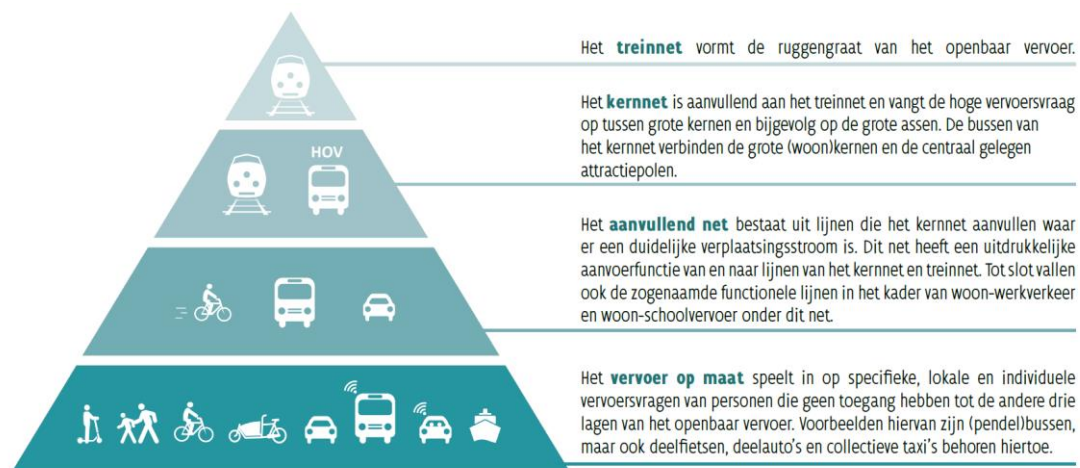 Het treinnet vormt de ruggengraat van het openbaar vervoer.
Het kernnet is aanvullend aan het treinnet en vangt de hoge vervoersvraag
op tussen grote kernen en bijgevolg op de grote assen. De bussen van
het kernnet verbinden de grote (woon)kernen en de centraal gelegen
attractiepolen.
HOV
Het aanvullend net bestaat uit lijnen die het kernnet aanvullen waar
er een duidelijke verplaatsingsstroom is. Dit net heeft een uitdrukkelijke
aanvoerfunctie van en naar lijnen van het kernnet en treinnet. Tot slot vallen
ook de zogenaamde functionele lijnen in het kader van woon-werkverkeer
en woon-schoolvervoer onder dit net.
Het vervoer op maat speelt in op specifieke, lokale en individuele
vervoersvragen van personen die geen toegang hebben tot de andere drie
lagen van het openbaar vervoer. Voorbeelden hiervan zijn (pendel)bussen,
maar ook deelfietsen, deelauto's en collectieve taxi's behoren hiertoe.